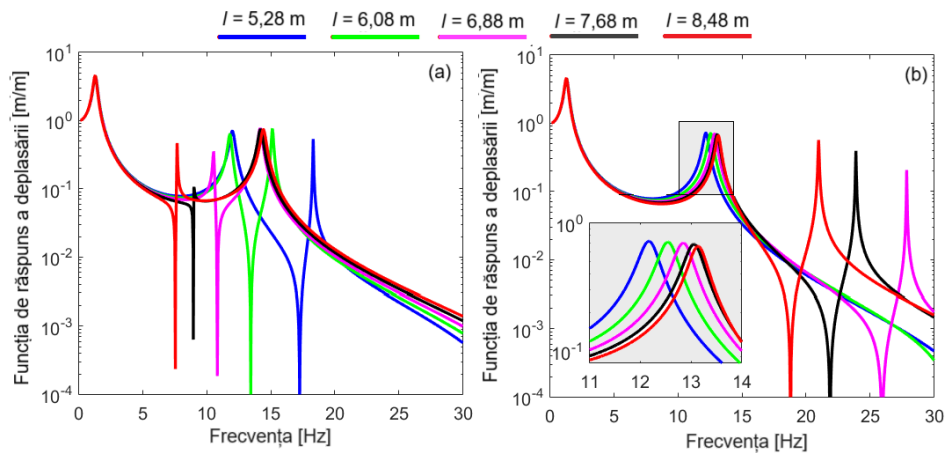 l = 5,28 m l = 6,08 m l = 6,88 m l = 7,68 m l = 8,48 m
(a)
Funcția de răspuns a deplasării [m/m]
10^1
10^0
10^-1
10^-2
10^-3
10^-4
0 5 10 15 20 25 30
Frecvența [Hz]
(b)
Funcția de răspuns a deplasării [m/m]
10^1
10^0
10^-1
10^-2
10^-3
10^-4
10^0
10^-1
11 12 13 14
0 5 10 15 20 25 30
Frecvența [Hz]